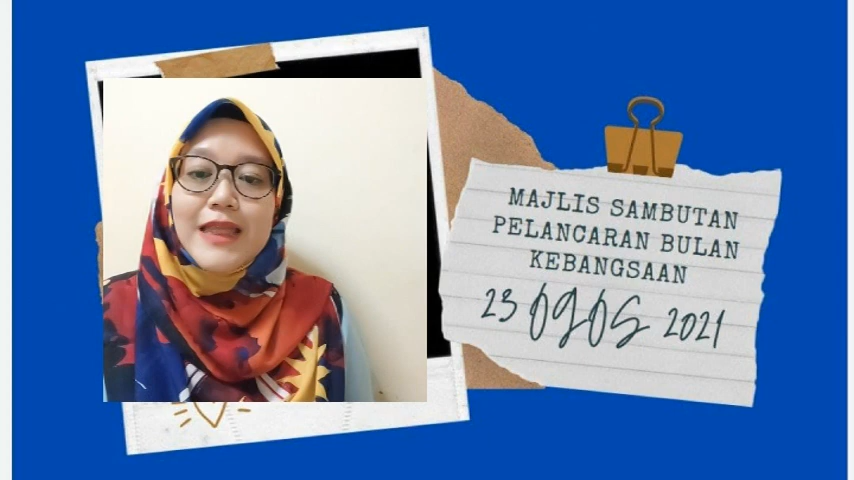 MAJLIS SAMBUTAN
PELANCARAN BULAN
KEBANGSAAN
23 OGOS 2021